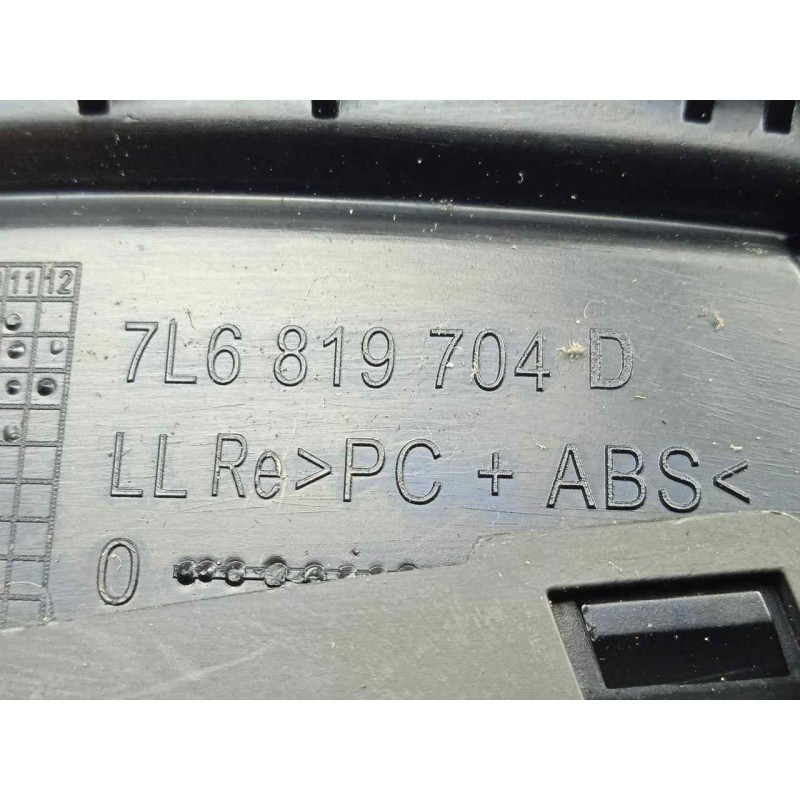 11 12
7L6 819 704 D
LL Re>PC + ABS<
0